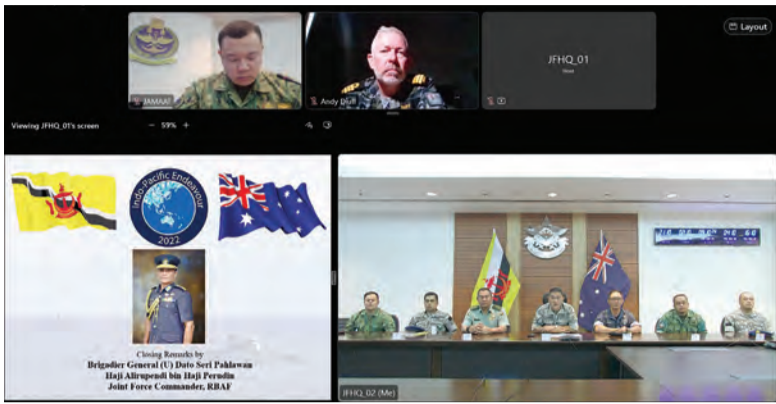 Layout
JFHQ_01
JAMAAT
Andy Duff
Viewing JFHQ_01's screen
59%
Indo-Pacific Endeavour
2022
Closing Remarks by
Brigadier General (U) Dato Seri Pahlawan
Haji Alirupendi bin Haji Perudin
Joint Force Commander, RBAF
JFHQ_02 (Me)